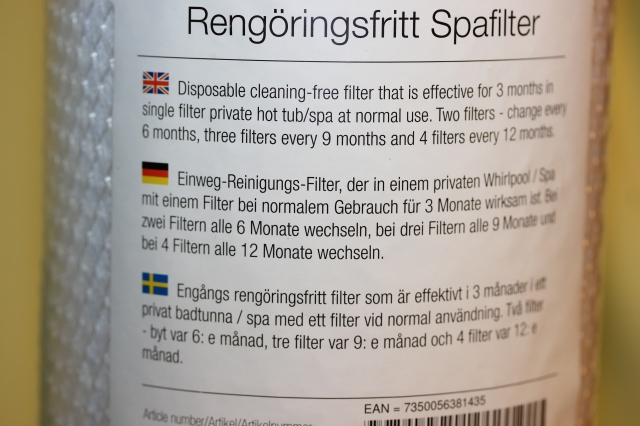 Rengöringsfritt Spafilter
Disposable cleaning-free filter that is effective for 3 months in
single filter private hot tub/spa at normal use. Two filters - change every
6 months, three filters every 9 months and 4 filters every 12 months.
Einweg-Reinigungs-Filter, der in einem privaten Whirlpool / Spa
mit einem Filter bei normalem Gebrauch für 3 Monate wirksam ist. Bei
zwei Filtern alle 6 Monate wechseln, bei drei Filtern alle 9 Monate und
bei 4 Filtern alle 12 Monate wechseln.
Engångs rengöringsfritt filter som är effektivt i 3 månader i ett
privat badtunna / spa med ett filter vid normal användning. Två filter
- byt var 6: e månad, tre filter var 9: e månad och 4 filter var 12: e
månad.
EAN = 7350056381435
Article number/Artikel/Artikelnummer